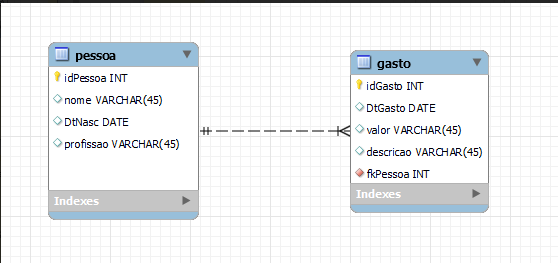 pessoa
idPessoa INT
nome VARCHAR(45)
DtNasc DATE
profissao VARCHAR(45)
Indexes
gasto
idGasto INT
DtGasto DATE
valor VARCHAR(45)
descricao VARCHAR(45)
fkPessoa INT
Indexes